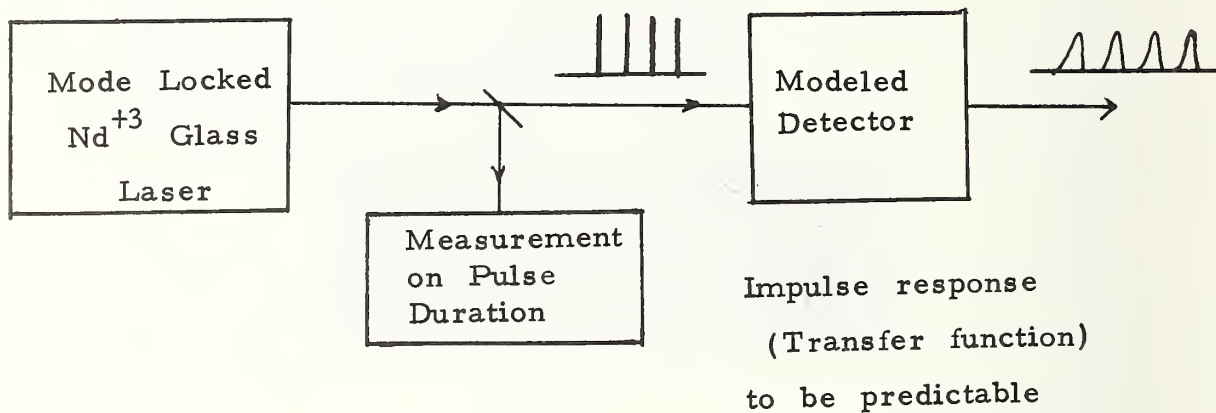 Mode Locked
Nd+3 Glass
Laser
Modeled
Detector
Measurement
on Pulse
Duration
Impulse response
(Transfer function)
to be predictable